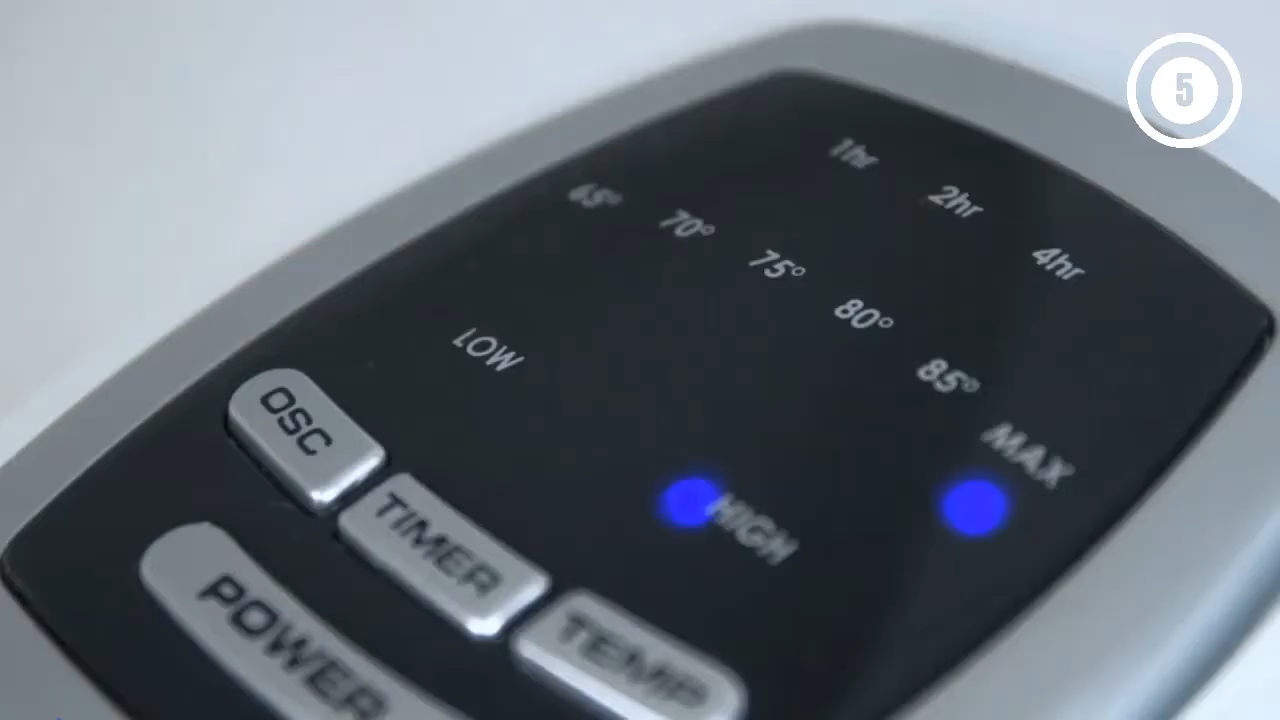 5
1hr 2hr 4hr
65° 70° 75° 80° 85° MAX
LOW HIGH
OSC TIMER TEMP
POWER